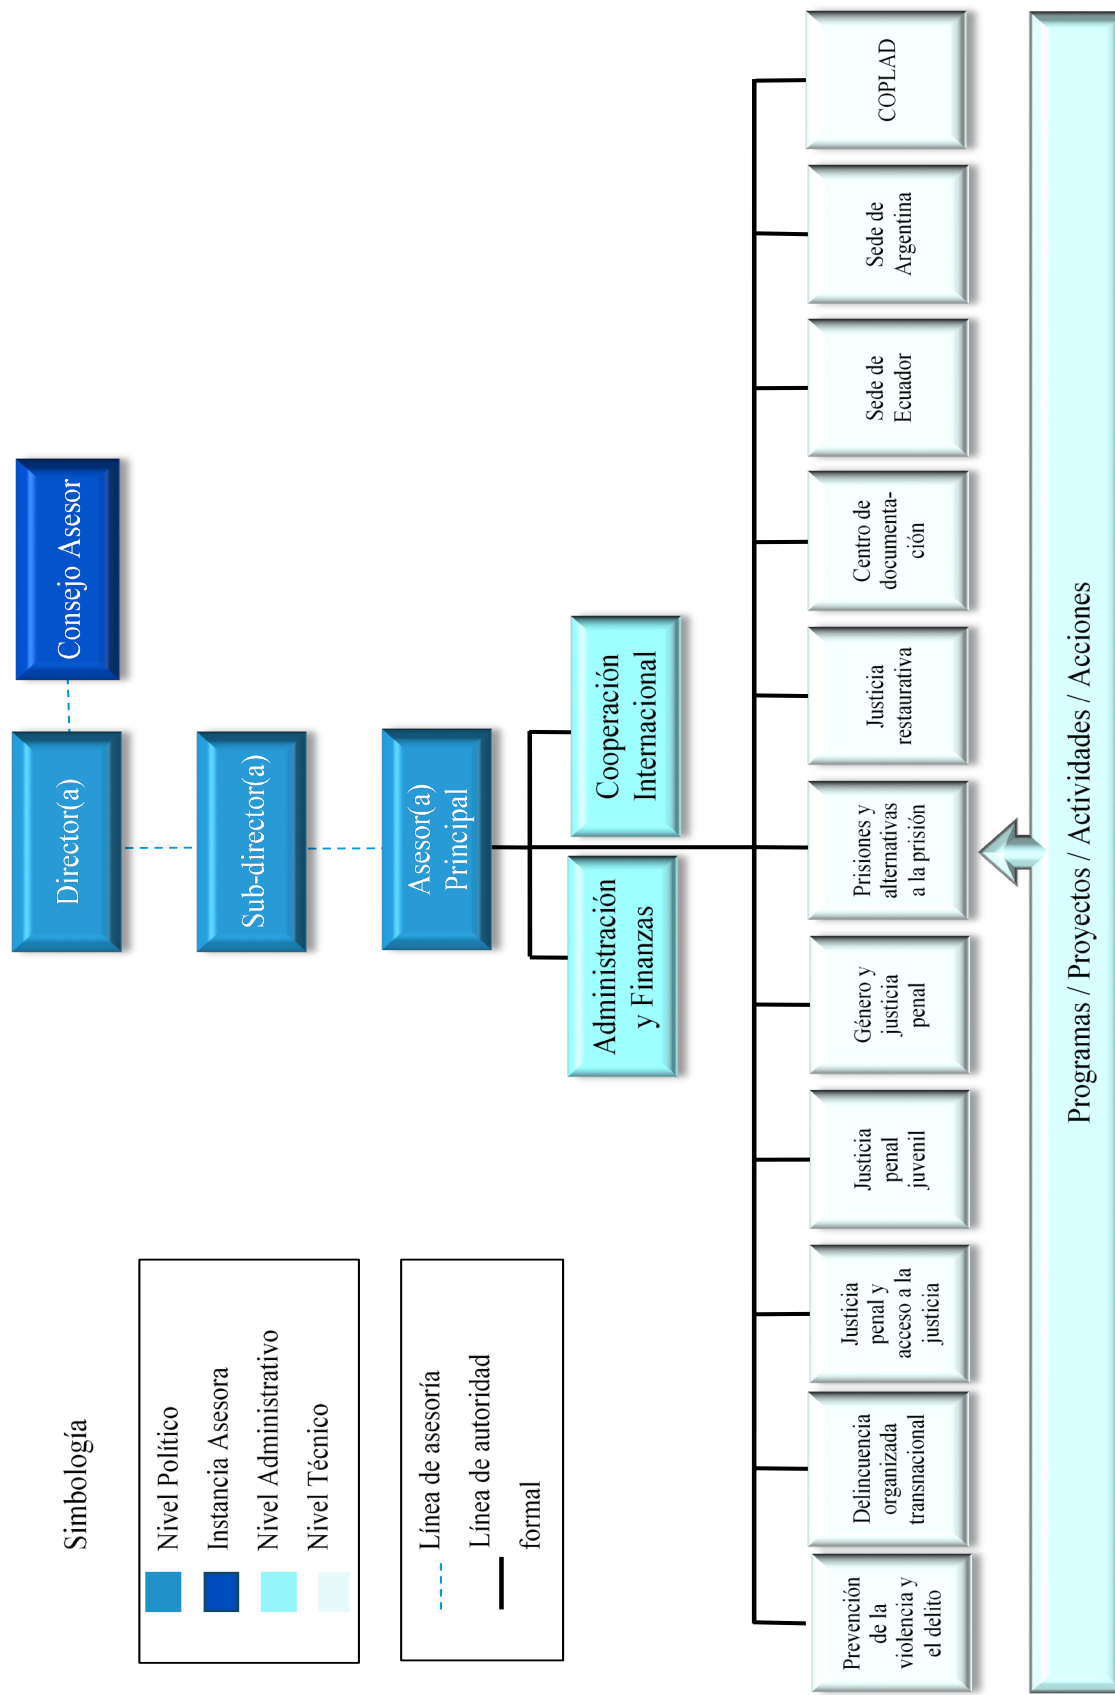 Simbología
Nivel Político
Instancia Asesora
Nivel Administrativo
Nivel Técnico
Línea de asesoría
Línea de autoridad
formal
Director(a)
Consejo Asesor
Sub-director(a)
Asesor(a)
Principal
Administración
y Finanzas
Cooperación
Internacional
Prevención
de la
violencia y
el delito
Delincuencia
organizada
transnacional
Justicia
penal y
acceso a la
justicia
Justicia
penal
juvenil
Género y
justicia
penal
Prisiones y
alternativas
a la prisión
Justicia
restaurativa
Centro de
documenta-
ción
Sede de
Ecuador
Sede de
Argentina
COPLAD
Programas / Proyectos / Actividades / Acciones